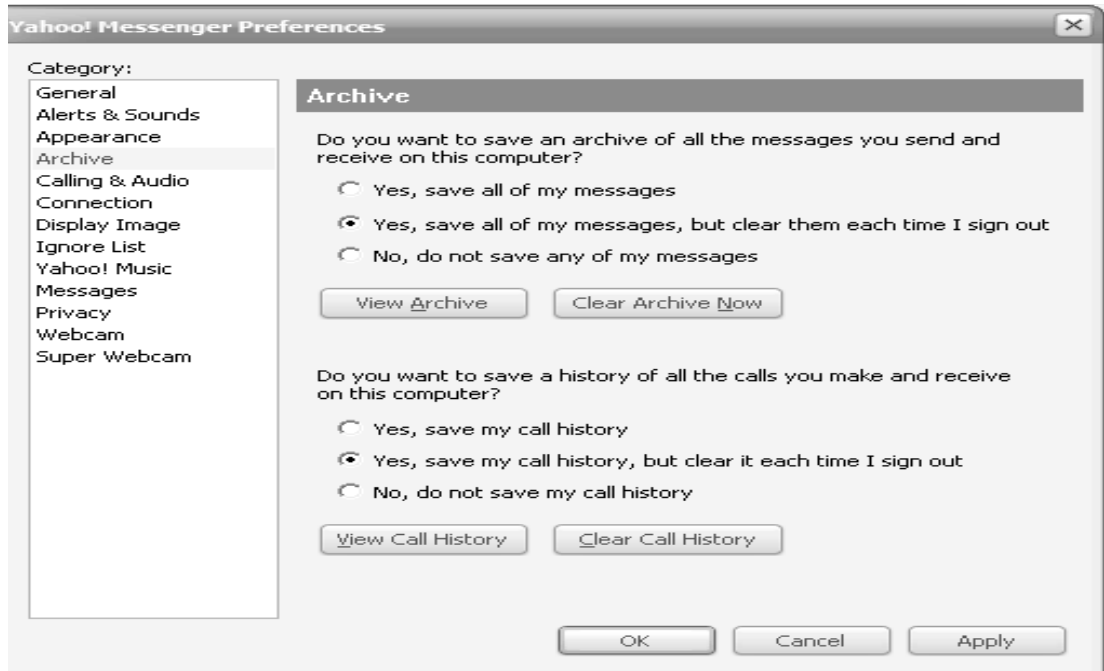 Yahoo! Messenger Preferences
Category:
General
Alerts & Sounds
Appearance
Archive
Calling & Audio
Connection
Display Image
Ignore List
Yahoo! Music
Messages
Privacy
Webcam
Super Webcam
Archive
Do you want to save an archive of all the messages you send and
receive on this computer?
Yes, save all of my messages
Yes, save all of my messages, but clear them each time I sign out
No, do not save any of my messages
View Archive
Clear Archive Now
Do you want to save a history of all the calls you make and receive
on this computer?
Yes, save my call history
Yes, save my call history, but clear it each time I sign out
No, do not save my call history
View Call History
Clear Call History
OK
Cancel
Apply